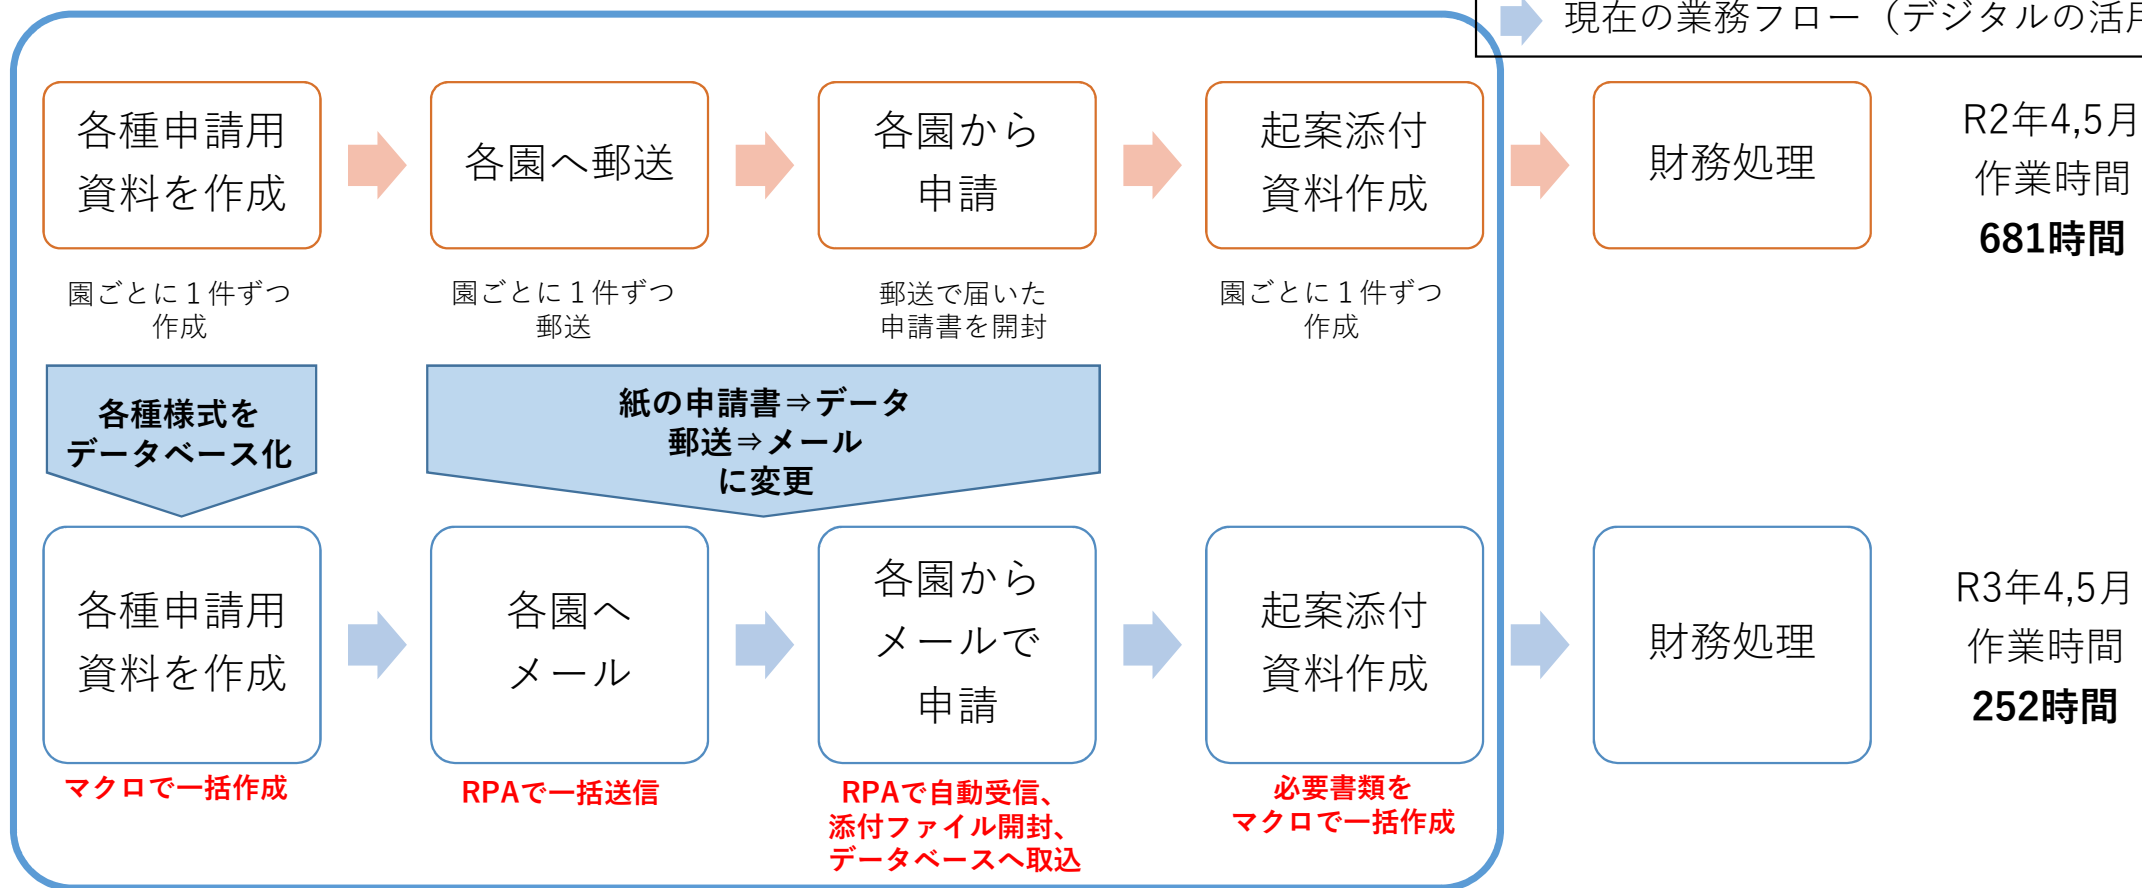 現在の業務フロー（デジタルの活
各種申請用
資料を作成
各園へ郵送
各園から
申請
起案添付
資料作成
財務処理
R2年4,5月
作業時間
681時間
園ごとに１件ずつ
作成
園ごとに１件ずつ
郵送
郵送で届いた
申請書を開封
園ごとに１件ずつ
作成
各種様式を
データベース化
紙の申請書⇒データ
郵送⇒メール
に変更
各種申請用
資料を作成
各園へ
メール
各園から
メールで
申請
起案添付
資料作成
財務処理
R3年4,5月
作業時間
252時間
マクロで一括作成
RPAで一括送信
RPAで自動受信、
添付ファイル開封、
データベースへ取込
必要書類を
マクロで一括作成